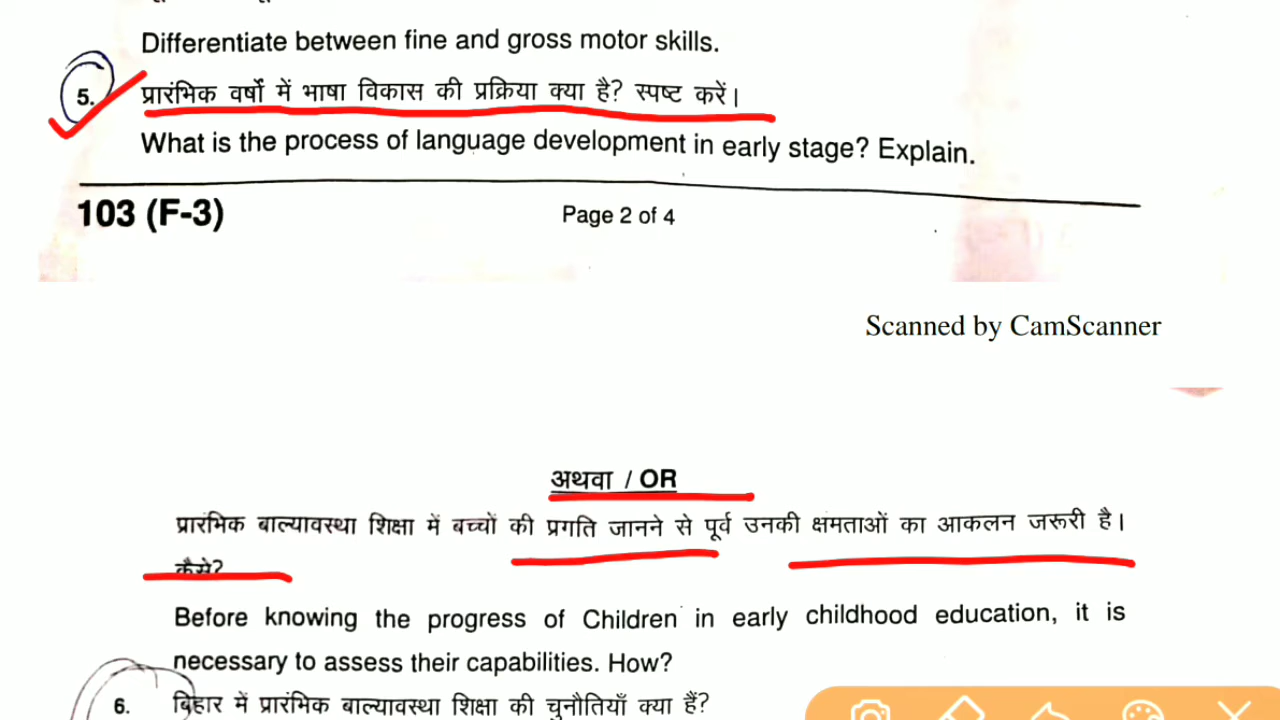 Differentiate between fine and gross motor skills.
5. प्रारंभिक वर्षों में भाषा विकास की प्रक्रिया क्या है? स्पष्ट करें।
What is the process of language development in early stage? Explain.
103 (F-3) Page 2 of 4
Scanned by CamScanner
अथवा / OR
प्रारंभिक बाल्यावस्था शिक्षा में बच्चों की प्रगति जानने से पूर्व उनकी क्षमताओं का आकलन जरूरी है।
कैसे?
Before knowing the progress of Children in early childhood education, it is
necessary to assess their capabilities. How?
6. बिहार में प्रारंभिक बाल्यावस्था शिक्षा की चुनौतियाँ क्या हैं?